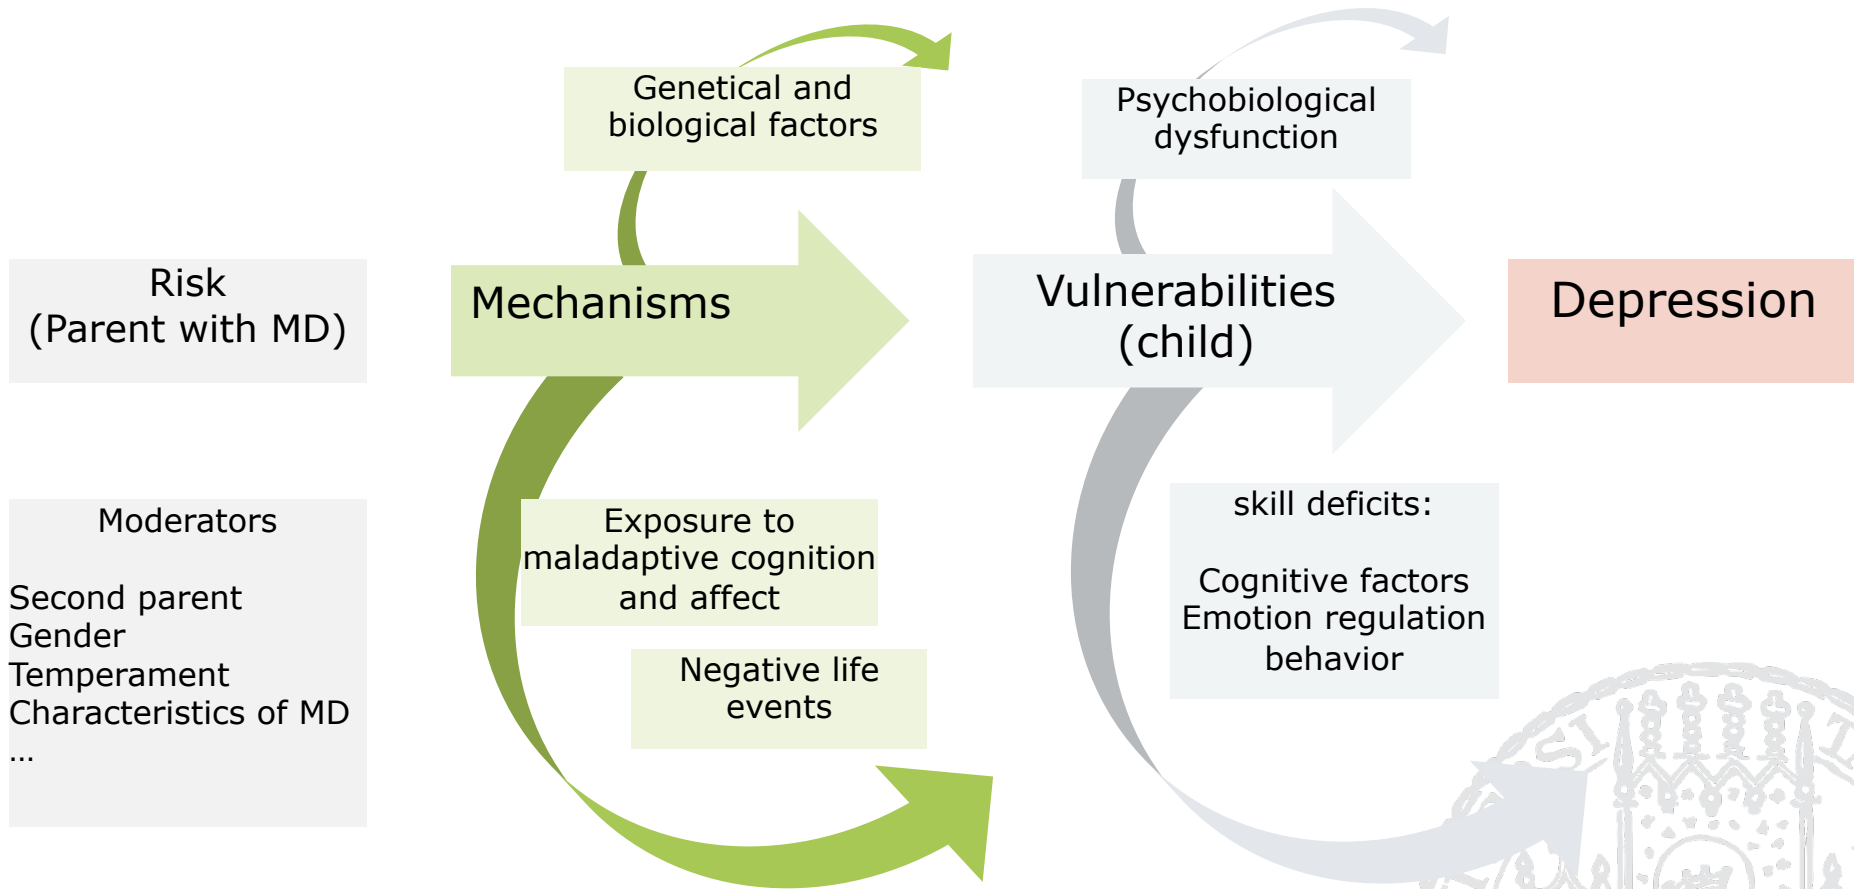 Risk
(Parent with MD)
Moderators
Second parent
Gender
Temperament
Characteristics of MD
...
Genetical and
biological factors
Mechanisms
Exposure to
maladaptive cognition
and affect
Negative life
events
Psychobiological
dysfunction
Vulnerabilities
(child)
skill deficits:
Cognitive factors
Emotion regulation
behavior
Depression
SI